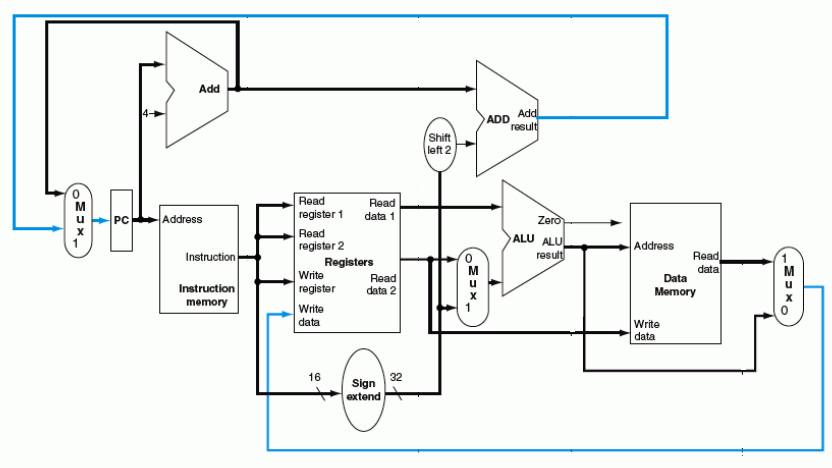 Add
4
ADD
Add
result
Shift
left 2
0
M
u
x
1
PC
Address
Instruction
Instruction
memory
Read
register 1
Read
register 2
Write
register
Write
data
Registers
Read
data 1
Read
data 2
0
M
u
x
1
Zero
ALU
ALU
result
Address
Read
data
Data
Memory
Write
data
1
M
u
x
0
16
Sign
extend
32